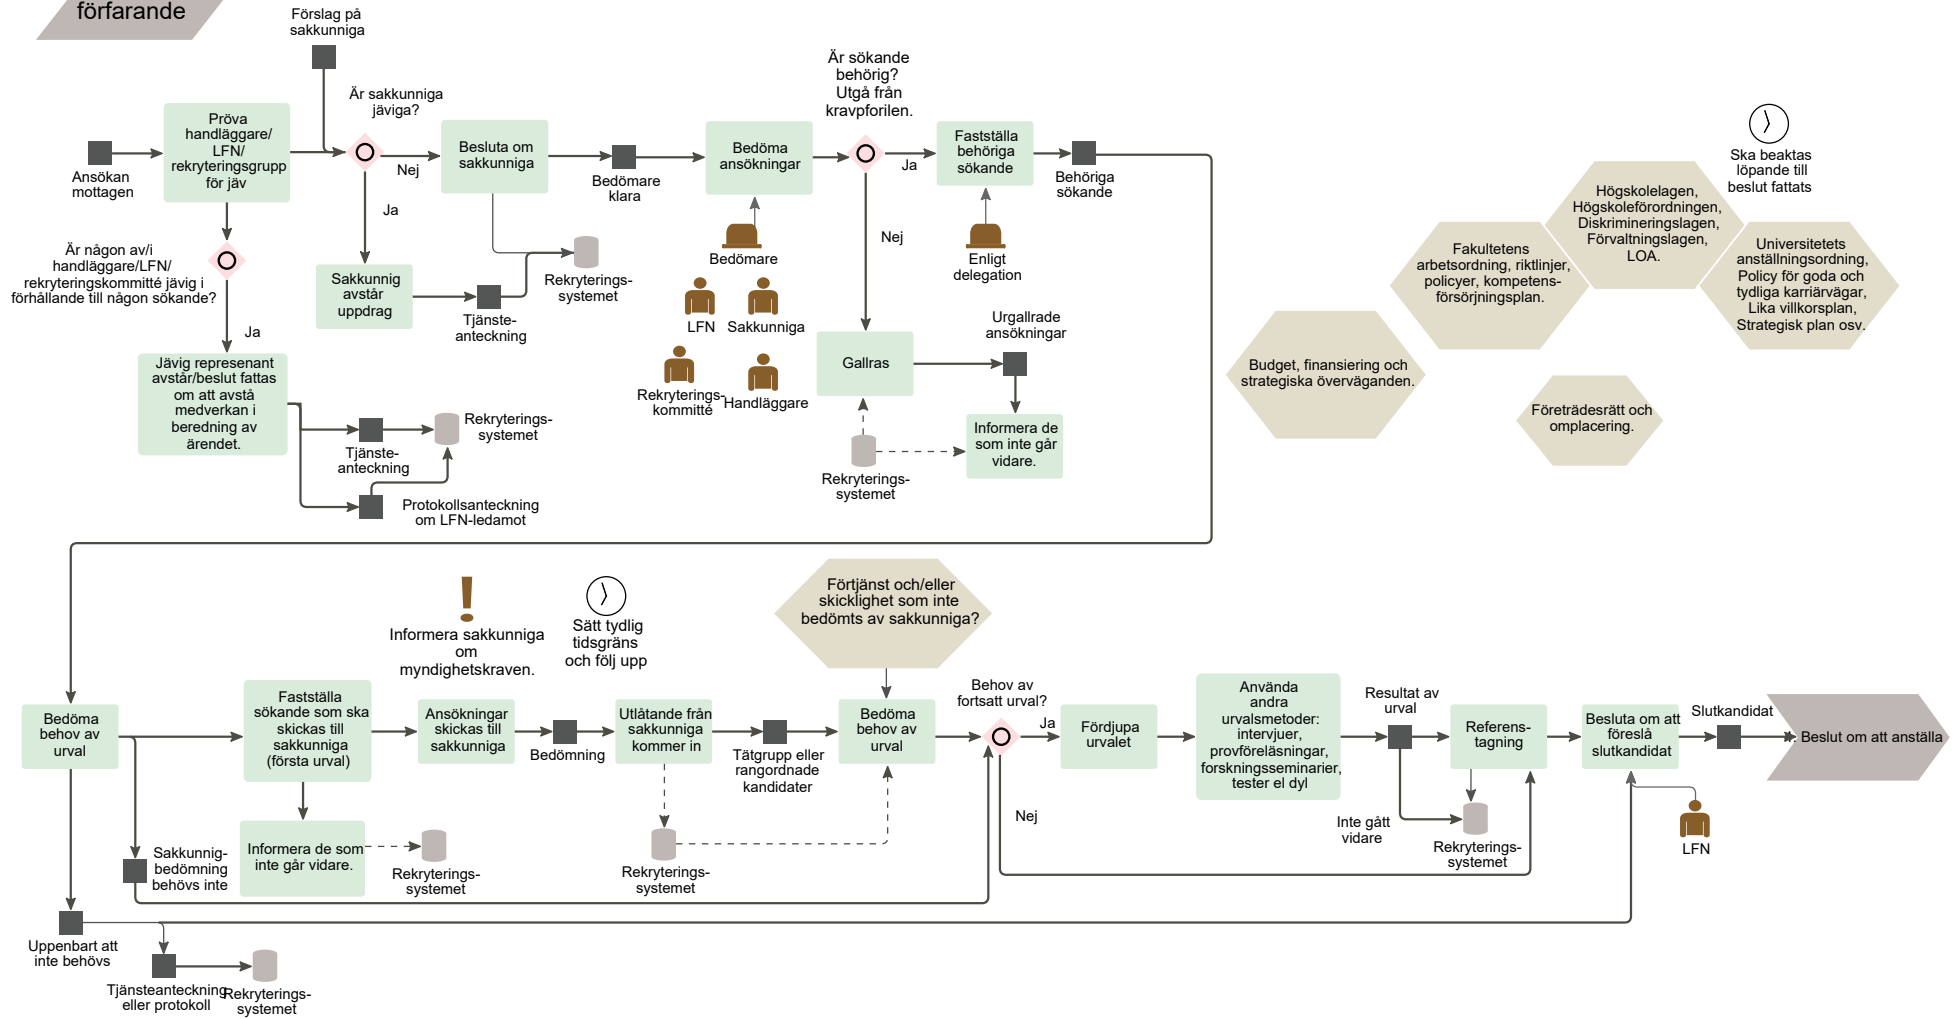 förfarande
Förslag på
sakkunniga
Är sakkunniga
jäviga?
Är sökande
behörig?
Utgå från
kravpforilen.
Pröva
handläggare/
LFN/
rekryteringsgrupp
för jäv
Ansökan
mottagen
Nej
Ja
Besluta om
sakkunniga
Bedömare
klara
Bedöma
ansökningar
Ja
Nej
Fastställa
behöriga
sökande
Behöriga
sökande
Ska beaktas
löpande till
beslut fattats
Högskolelagen,
Högskoleförordningen,
Diskrimineringslagen,
Förvaltningslagen,
LOA.
Fakultetens
arbetsordning, riktlinjer,
policyer, kompetens-
försörjningsplan.
Universitetets
anställningsordning,
Policy för goda och
tydliga karriärvägar,
Lika villkorsplan,
Strategisk plan osv.
Är någon av/i
handläggare/LFN/
rekryteringskommitté jävig i
förhållande till någon sökande?
Ja
Sakkunnig
avstår
uppdrag
Tjänste-
anteckning
Rekryterings-
systemet
Bedömare
LFN
Sakkunniga
Rekryterings-
kommitté
Handläggare
Enligt
delegation
Urgallrade
ansökningar
Gallras
Informera de
som inte går
vidare.
Rekryterings-
systemet
Budget, finansiering och
strategiska överväganden.
Företrädesrätt och
omplacering.
Jävig represenant
avstår/beslut fattas
om att avstå
medverkan i
beredning av
ärendet.
Tjänste-
anteckning
Rekryterings-
systemet
Protokollsanteckning
om LFN-ledamot
Informera sakkunniga
om
myndighetskraven.
Sätt tydlig
tidsgräns
och följ upp
Förtjänst och/eller
skicklighet som inte
bedömts av sakkunniga?
Bedöma
behov av
urval
Fastställa
sökande som ska
skickas till
sakkunniga
(första urval)
Ansökningar
skickas till
sakkunniga
Bedömning
Utlåtande från
sakkunniga
kommer in
Tätgrupp eller
rangordnade
kandidater
Bedöma
behov av
urval
Behov av
fortsatt urval?
Ja
Nej
Fördjupa
urvalet
Använda
andra
urvalsmetoder:
intervjuer,
provföreläsningar,
forskningsseminarier,
tester el dyl
Resultat av
urval
Referens-
tagning
Besluta om att
föreslå
slutkandidat
Slutkandidat
Beslut om att anställa
Inte gått
vidare
Rekryterings-
systemet
LFN
Sakkunnig-
bedömning
behövs inte
Informera de som
inte går vidare.
Rekryterings-
systemet
Rekryterings-
systemet
Uppenbart att
inte behövs
Tjänsteanteckning
eller protokoll
Rekryterings-
systemet